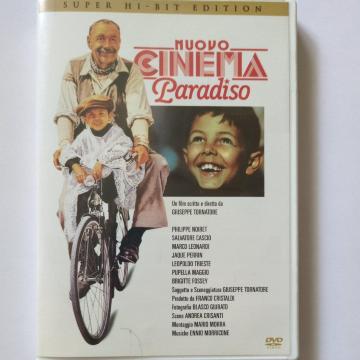 SUPER HI-BIT EDITION
NUOVO
CINEMA
Paradiso
Un film scritto e diretto da
GIUSEPPE TORNATORE
PHILIPPE NOIRET
SALVATORE CASCIO
MARCO LEONARDI
JAQUE PERRIN
LEOPOLDO TRIESTE
PUPELLA MAGGIO
BRIGITTE FOSSEY
Soggetto e Sceneggiatura GIUSEPPE TORNATORE
Prodotto da FRANCO CRISTALDI
Fotografia BLASCO GIURATO
Scene ANDREA CRISANTI
Montaggio MARIO MORRA
Musiche ENNIO MORRICONE
DVD